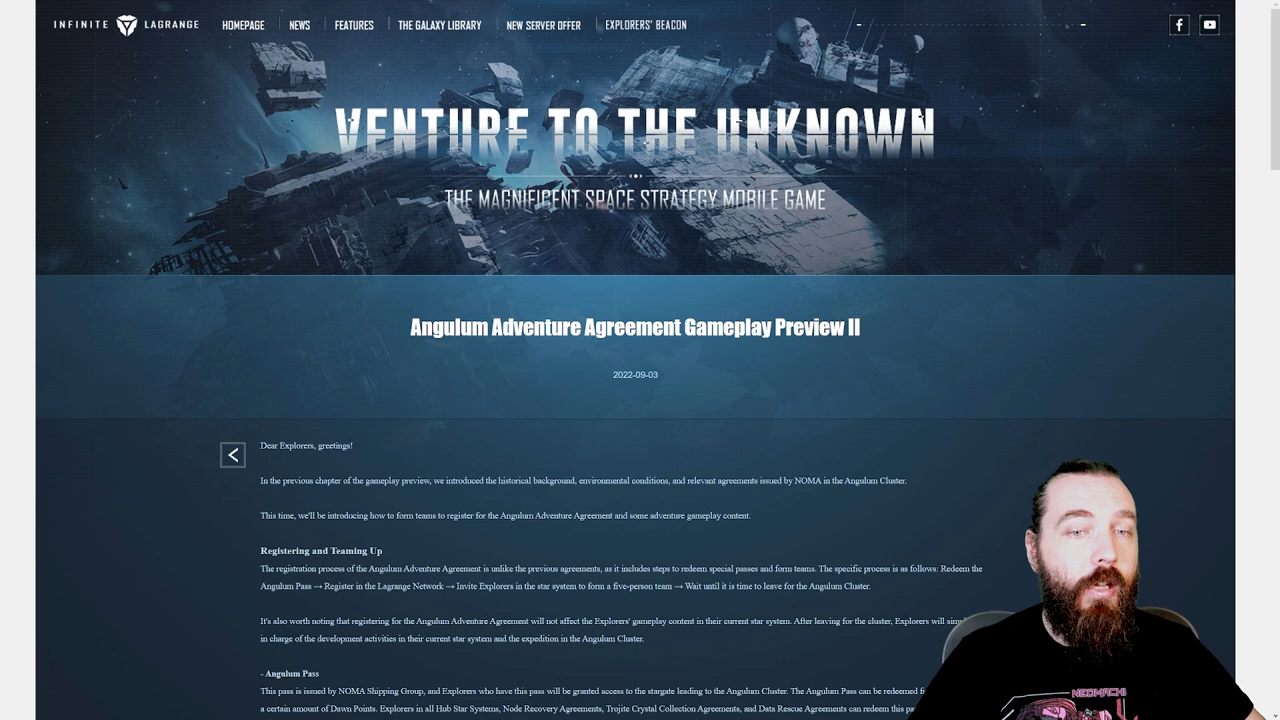 INFINITE LAGRANGE HOMEPAGE NEWS FEATURES THE GALAXY LIBRARY NEW SERVER OFFER EXPLORERS' BEACON
VENTURE TO THE UNKNOWN
THE MAGNIFICENT SPACE STRATEGY MOBILE GAME
Angulum Adventure Agreement Gameplay Preview II
2022-09-03
Dear Explorers, greetings!
In the previous chapter of the gameplay preview, we introduced the historical background, environmental conditions, and relevant agreements issued by NOMA in the Angulum Cluster.
This time, we'll be introducing how to form teams to register for the Angulum Adventure Agreement and some adventure gameplay content.
Registering and Teaming Up
The registration process of the Angulum Adventure Agreement is unlike the previous agreements, as it includes steps to redeem special passes and form teams. The specific process is as follows: Redeem the
Angulum Pass → Register in the Lagrange Network → Invite Explorers in the star system to form a five-person team → Wait until it is time to leave for the Angulum Cluster.
It's also worth noting that registering for the Angulum Adventure Agreement will not affect the Explorers' gameplay content in their current star system. After leaving for the cluster, Explorers will
in charge of the development activities in their current star system and the expedition in the Angulum Cluster.
- Angulum Pass
This pass is issued by NOMA Shipping Group, and Explorers who have this pass will be granted access to the stargate leading to the Angulum Cluster. The Angulum Pass can be redeemed
a certain amount of Dawn Points. Explorers in all Hub Star Systems, Node Recovery Agreements, Trojite Crystal Collection Agreements, and Data Rescue Agreements can redeem this
NEOMACHI